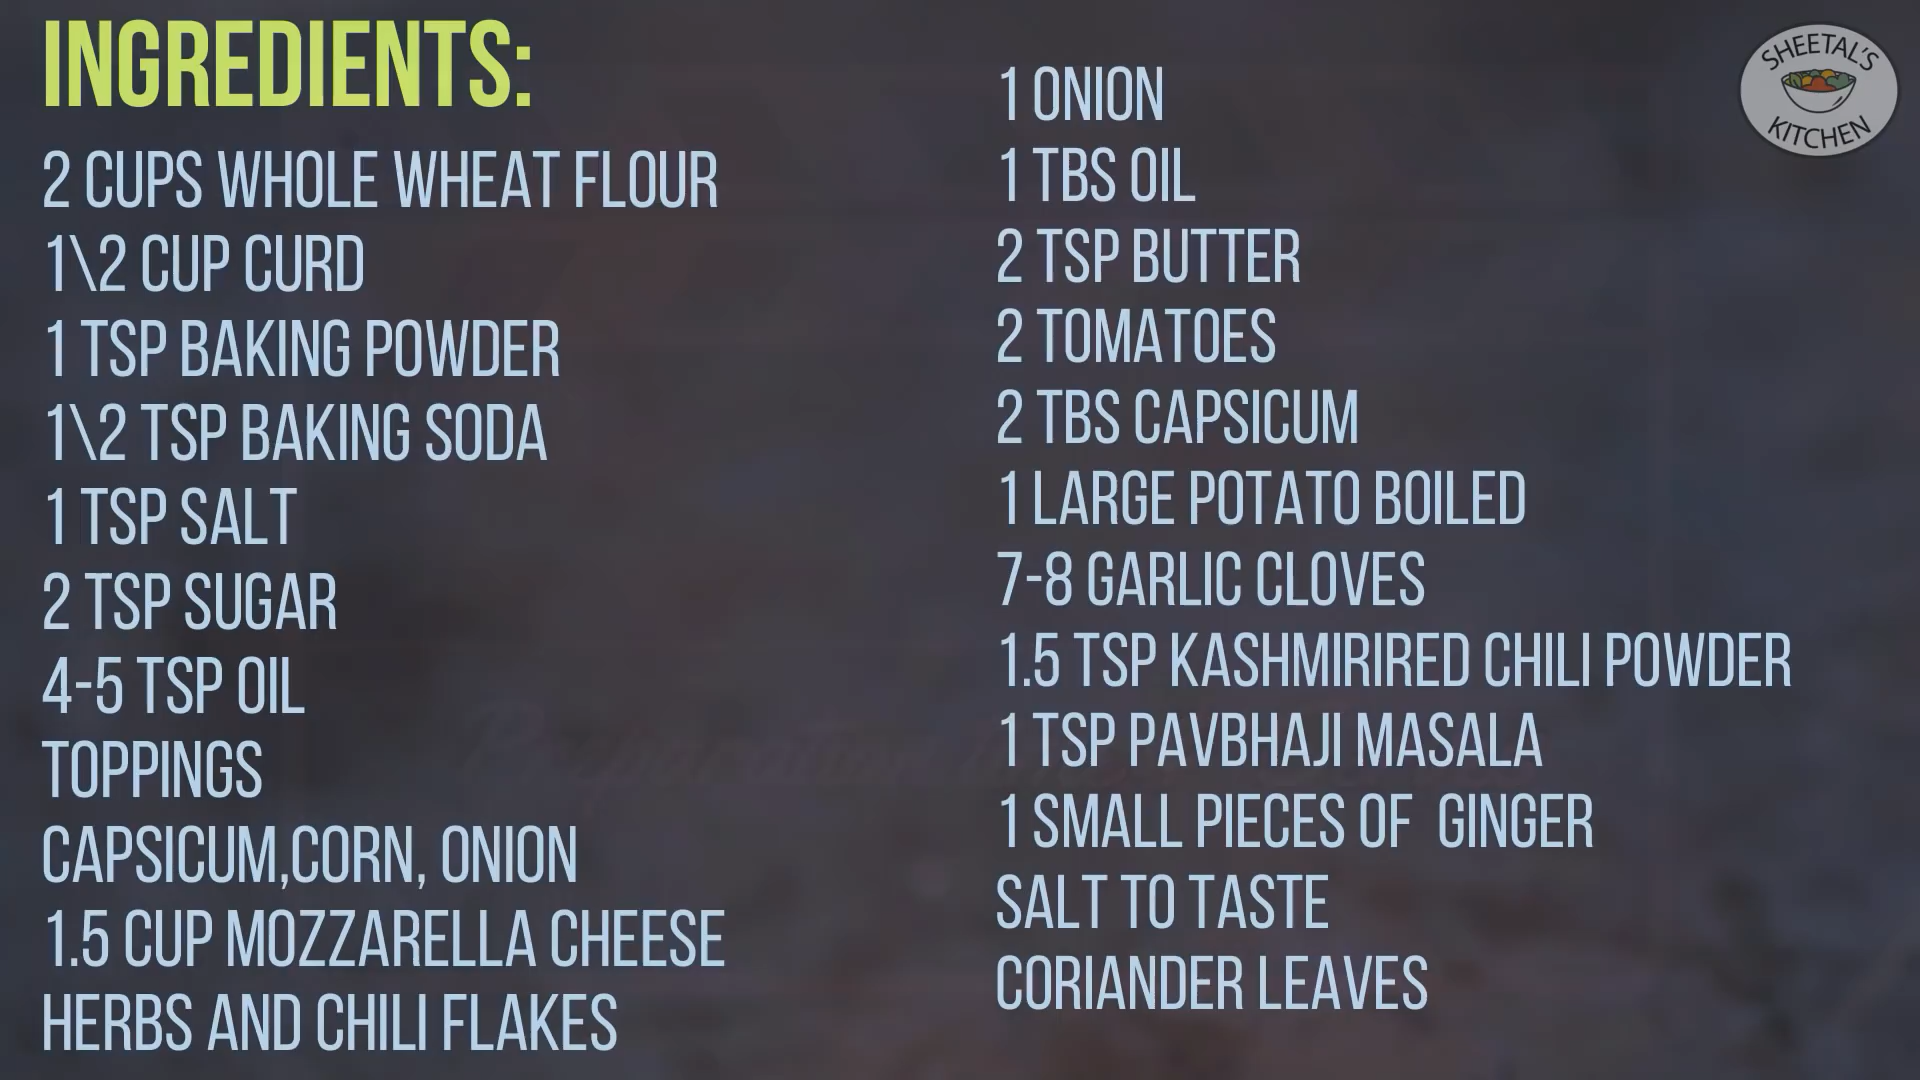 INGREDIENTS:
2 CUPS WHOLE WHEAT FLOUR
1\2 CUP CURD
1 TSP BAKING POWDER
1\2 TSP BAKING SODA
1 TSP SALT
2 TSP SUGAR
4-5 TSP OIL
TOPPINGS
CAPSICUM,CORN, ONION
1.5 CUP MOZZARELLA CHEESE
HERBS AND CHILI FLAKES
1 ONION
1 TBS OIL
2 TSP BUTTER
2 TOMATOES
2 TBS CAPSICUM
1 LARGE POTATO BOILED
7-8 GARLIC CLOVES
1.5 TSP KASHMIRIRED CHILI POWDER
1 TSP PAVBHAJI MASALA
1 SMALL PIECES OF  GINGER
SALT TO TASTE
CORIANDER LEAVES
SHEETAL'S
KITCHEN
Preparation